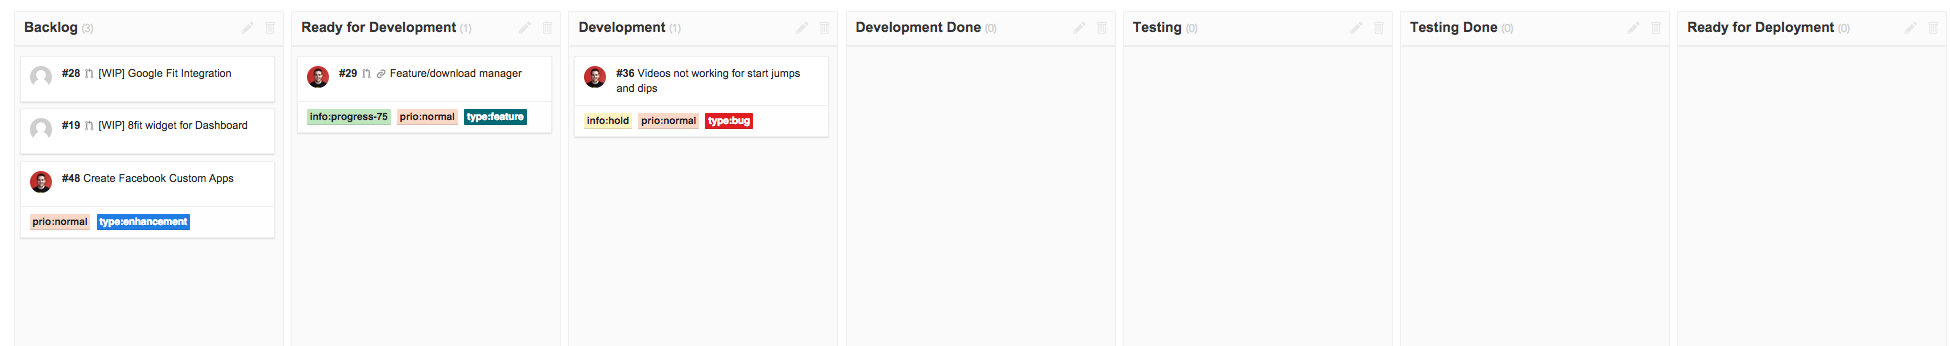 Backlog (3)
#28 [WIP] Google Fit Integration
#19 [WIP] 8fit widget for Dashboard
#48 Create Facebook Custom Apps
prio:normal type:enhancement
Ready for Development (1)
#29 Feature/download manager
info:progress-75 prio:normal type:feature
Development (1)
#36 Videos not working for start jumps
and dips
info:hold prio:normal type:bug
Development Done (0)
Testing (0)
Testing Done (0)
Ready for Deployment (0)